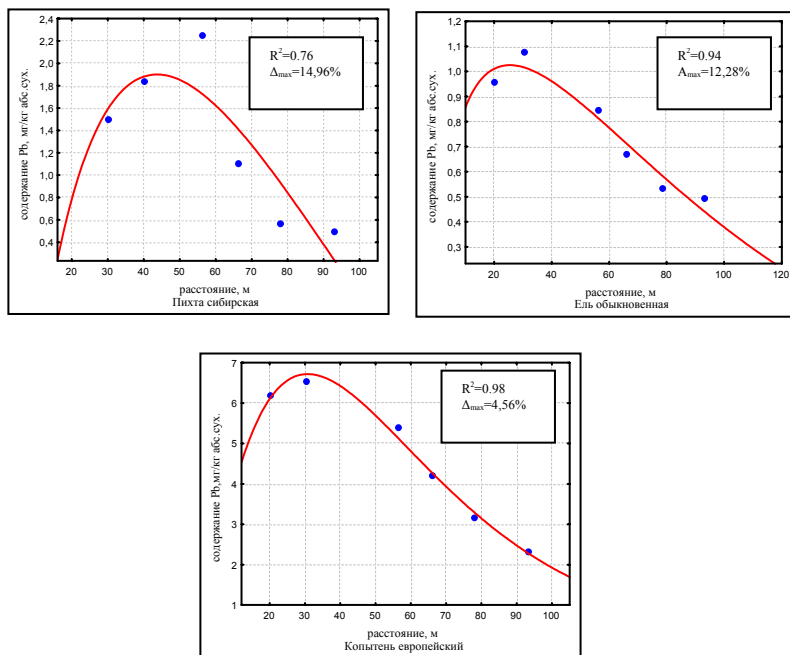 2,4
2,2
2,0
1,8
1,6
1,4
1,2
1,0
0,8
0,6
0,4
содержание Pb, мг/кг абс.сух.
R²=0.76
Δmax=14,96%
20 30 40 50 60 70 80 90 100
расстояние, м
Пихта сибирская
1,2
1,1
1,0
0,9
0,8
0,7
0,6
0,5
0,4
0,3
содержание Pb, мг/кг абс.сух.
R²=0.94
Amax=12,28%
20 40 60 80 100 120
расстояние, м
Ель обыкновенная
7
6
5
4
3
2
1
содержание Pb,мг/кг абс.сух.
R²=0.98
Δmax=4,56%
20 30 40 50 60 70 80 90 100
расстояние, м
Копытень европейский